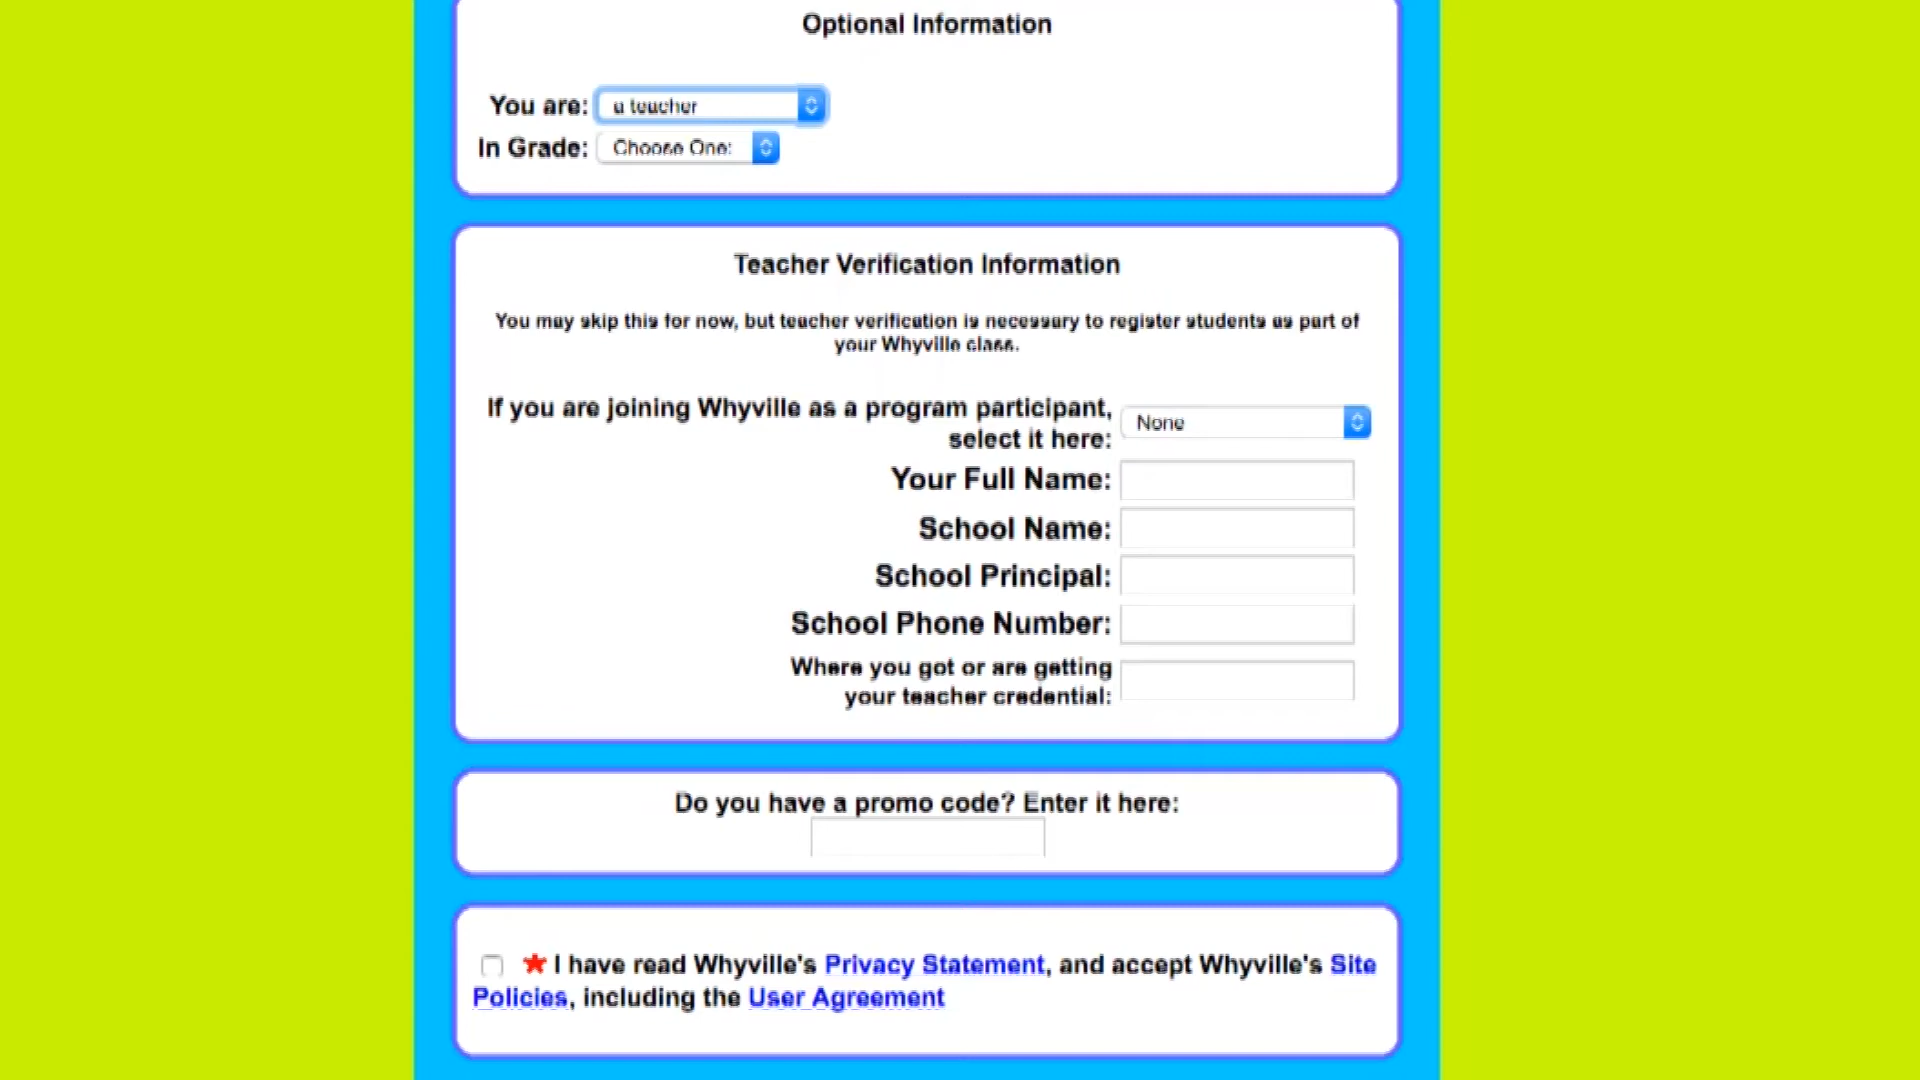 Optional Information
You are: a teacher
In Grade: Choose One:
Teacher Verification Information
You may skip this for now, but teacher verification is necessary to register students as part of
your Whyville class.
If you are joining Whyville as a program participant,
select it here: None
Your Full Name:
School Name:
School Principal:
School Phone Number:
Where you got or are getting
your teacher credential:
Do you have a promo code? Enter it here:
* I have read Whyville's Privacy Statement, and accept Whyville's Site
Policies, including the User Agreement